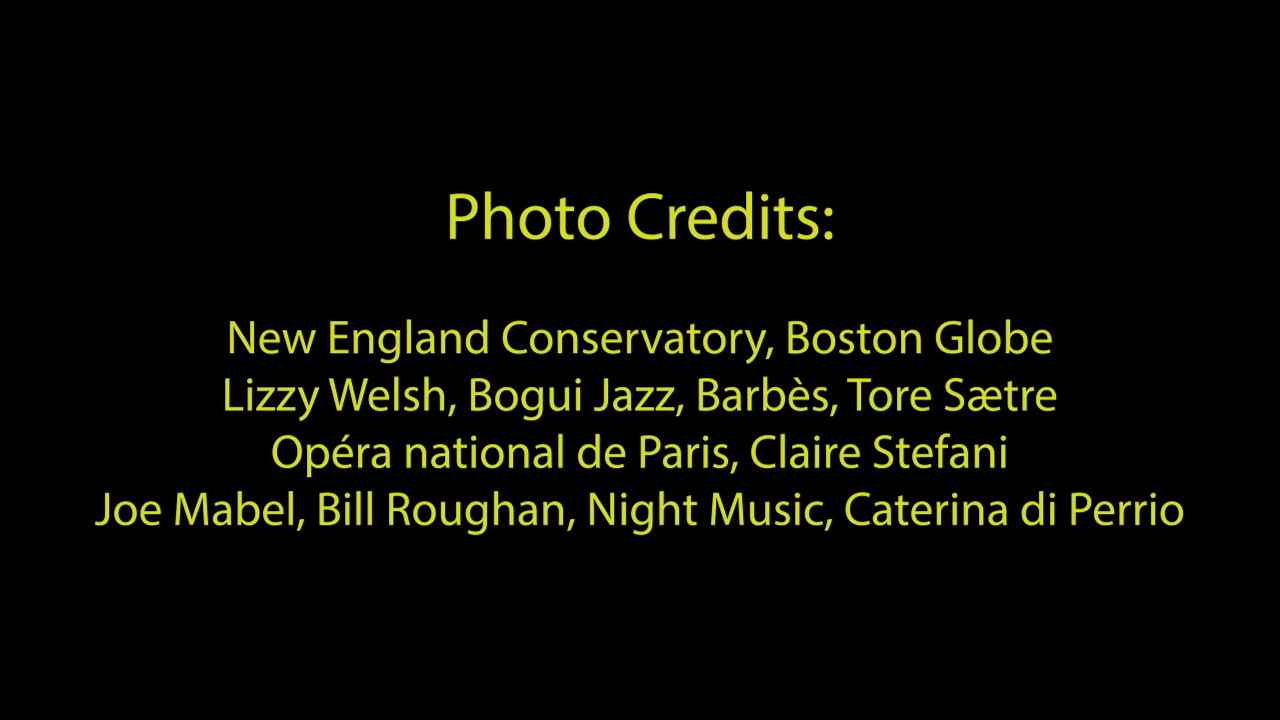 Photo Credits:
New England Conservatory, Boston Globe
Lizzy Welsh, Bogui Jazz, Barbès, Tore Sætre
Opéra national de Paris, Claire Stefani
Joe Mabel, Bill Roughan, Night Music, Caterina di Perrio